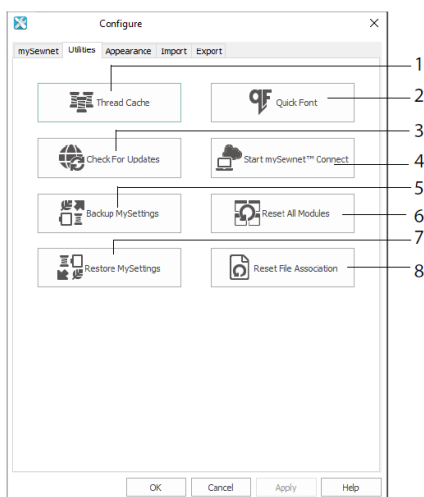 Configure
mySewnet Utilities Appearance Import Export
1
Thread Cache
Quick Font
2
3
Check For Updates
Start mySewnet™ Connect
4
5
Backup MySettings
Reset All Modules
6
7
Restore MySettings
Reset File Association
8
OK Cancel Apply Help